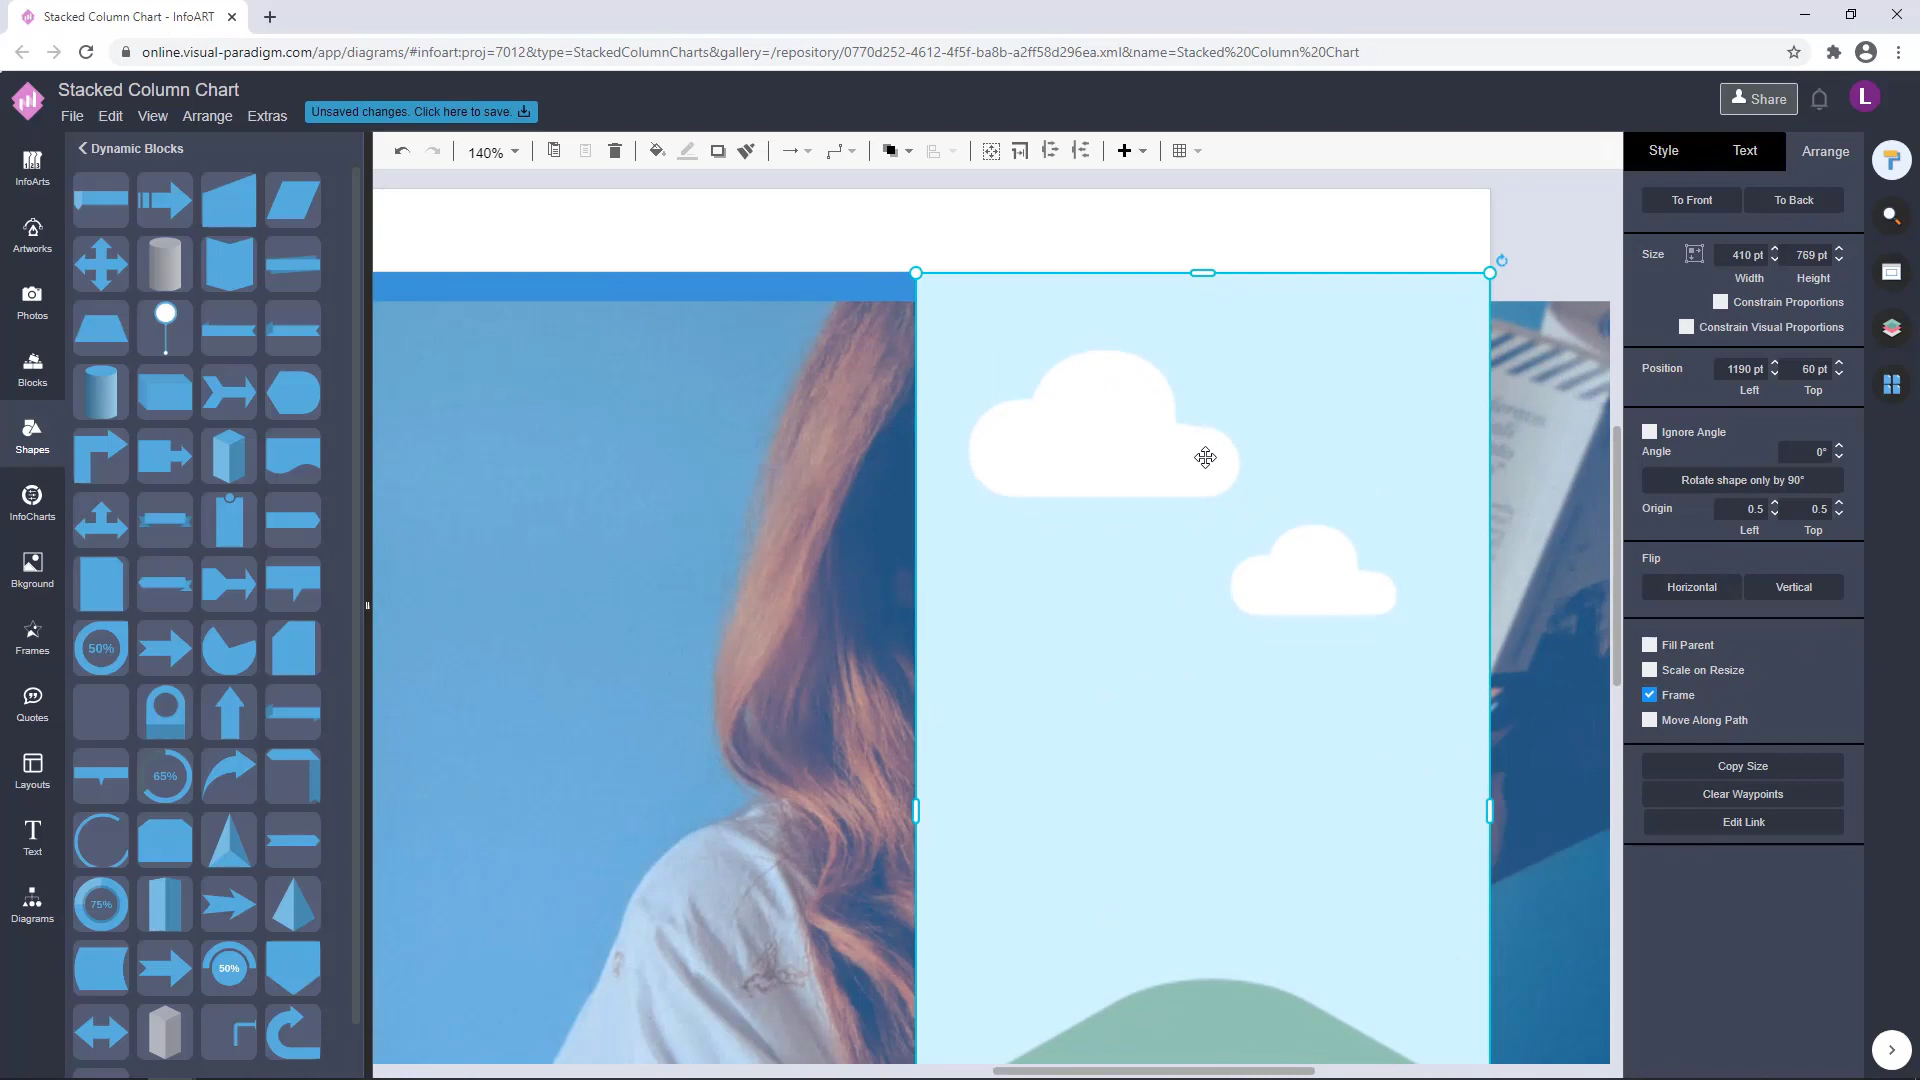 Stacked Column Chart - InfoART
online.visual-paradigm.com/app/diagrams/#infoart:proj=7012&type=StackedColumnCharts&gallery=/repository/0770d252-4612-4f5f-ba8b-a2ff58d296ea.xml&name=Stacked%20Column%20Chart
Stacked Column Chart
File Edit View Arrange Extras
Unsaved changes. Click here to save.
Share
L
Dynamic Blocks
140%
Style Text Arrange
InfoArts
Artworks
Photos
Blocks
Shapes
InfoCharts
Bkground
Frames
Quotes
Layouts
Text
Diagrams
50%
65%
75%
50%
To Front To Back
Size 410 pt 769 pt
Width Height
Constrain Proportions
Constrain Visual Proportions
Position 1190 pt 60 pt
Left Top
Ignore Angle
Angle 0°
Rotate shape only by 90°
Origin 0.5 0.5
Left Top
Flip
Horizontal Vertical
Fill Parent
Scale on Resize
Frame
Move Along Path
Copy Size
Clear Waypoints
Edit Link